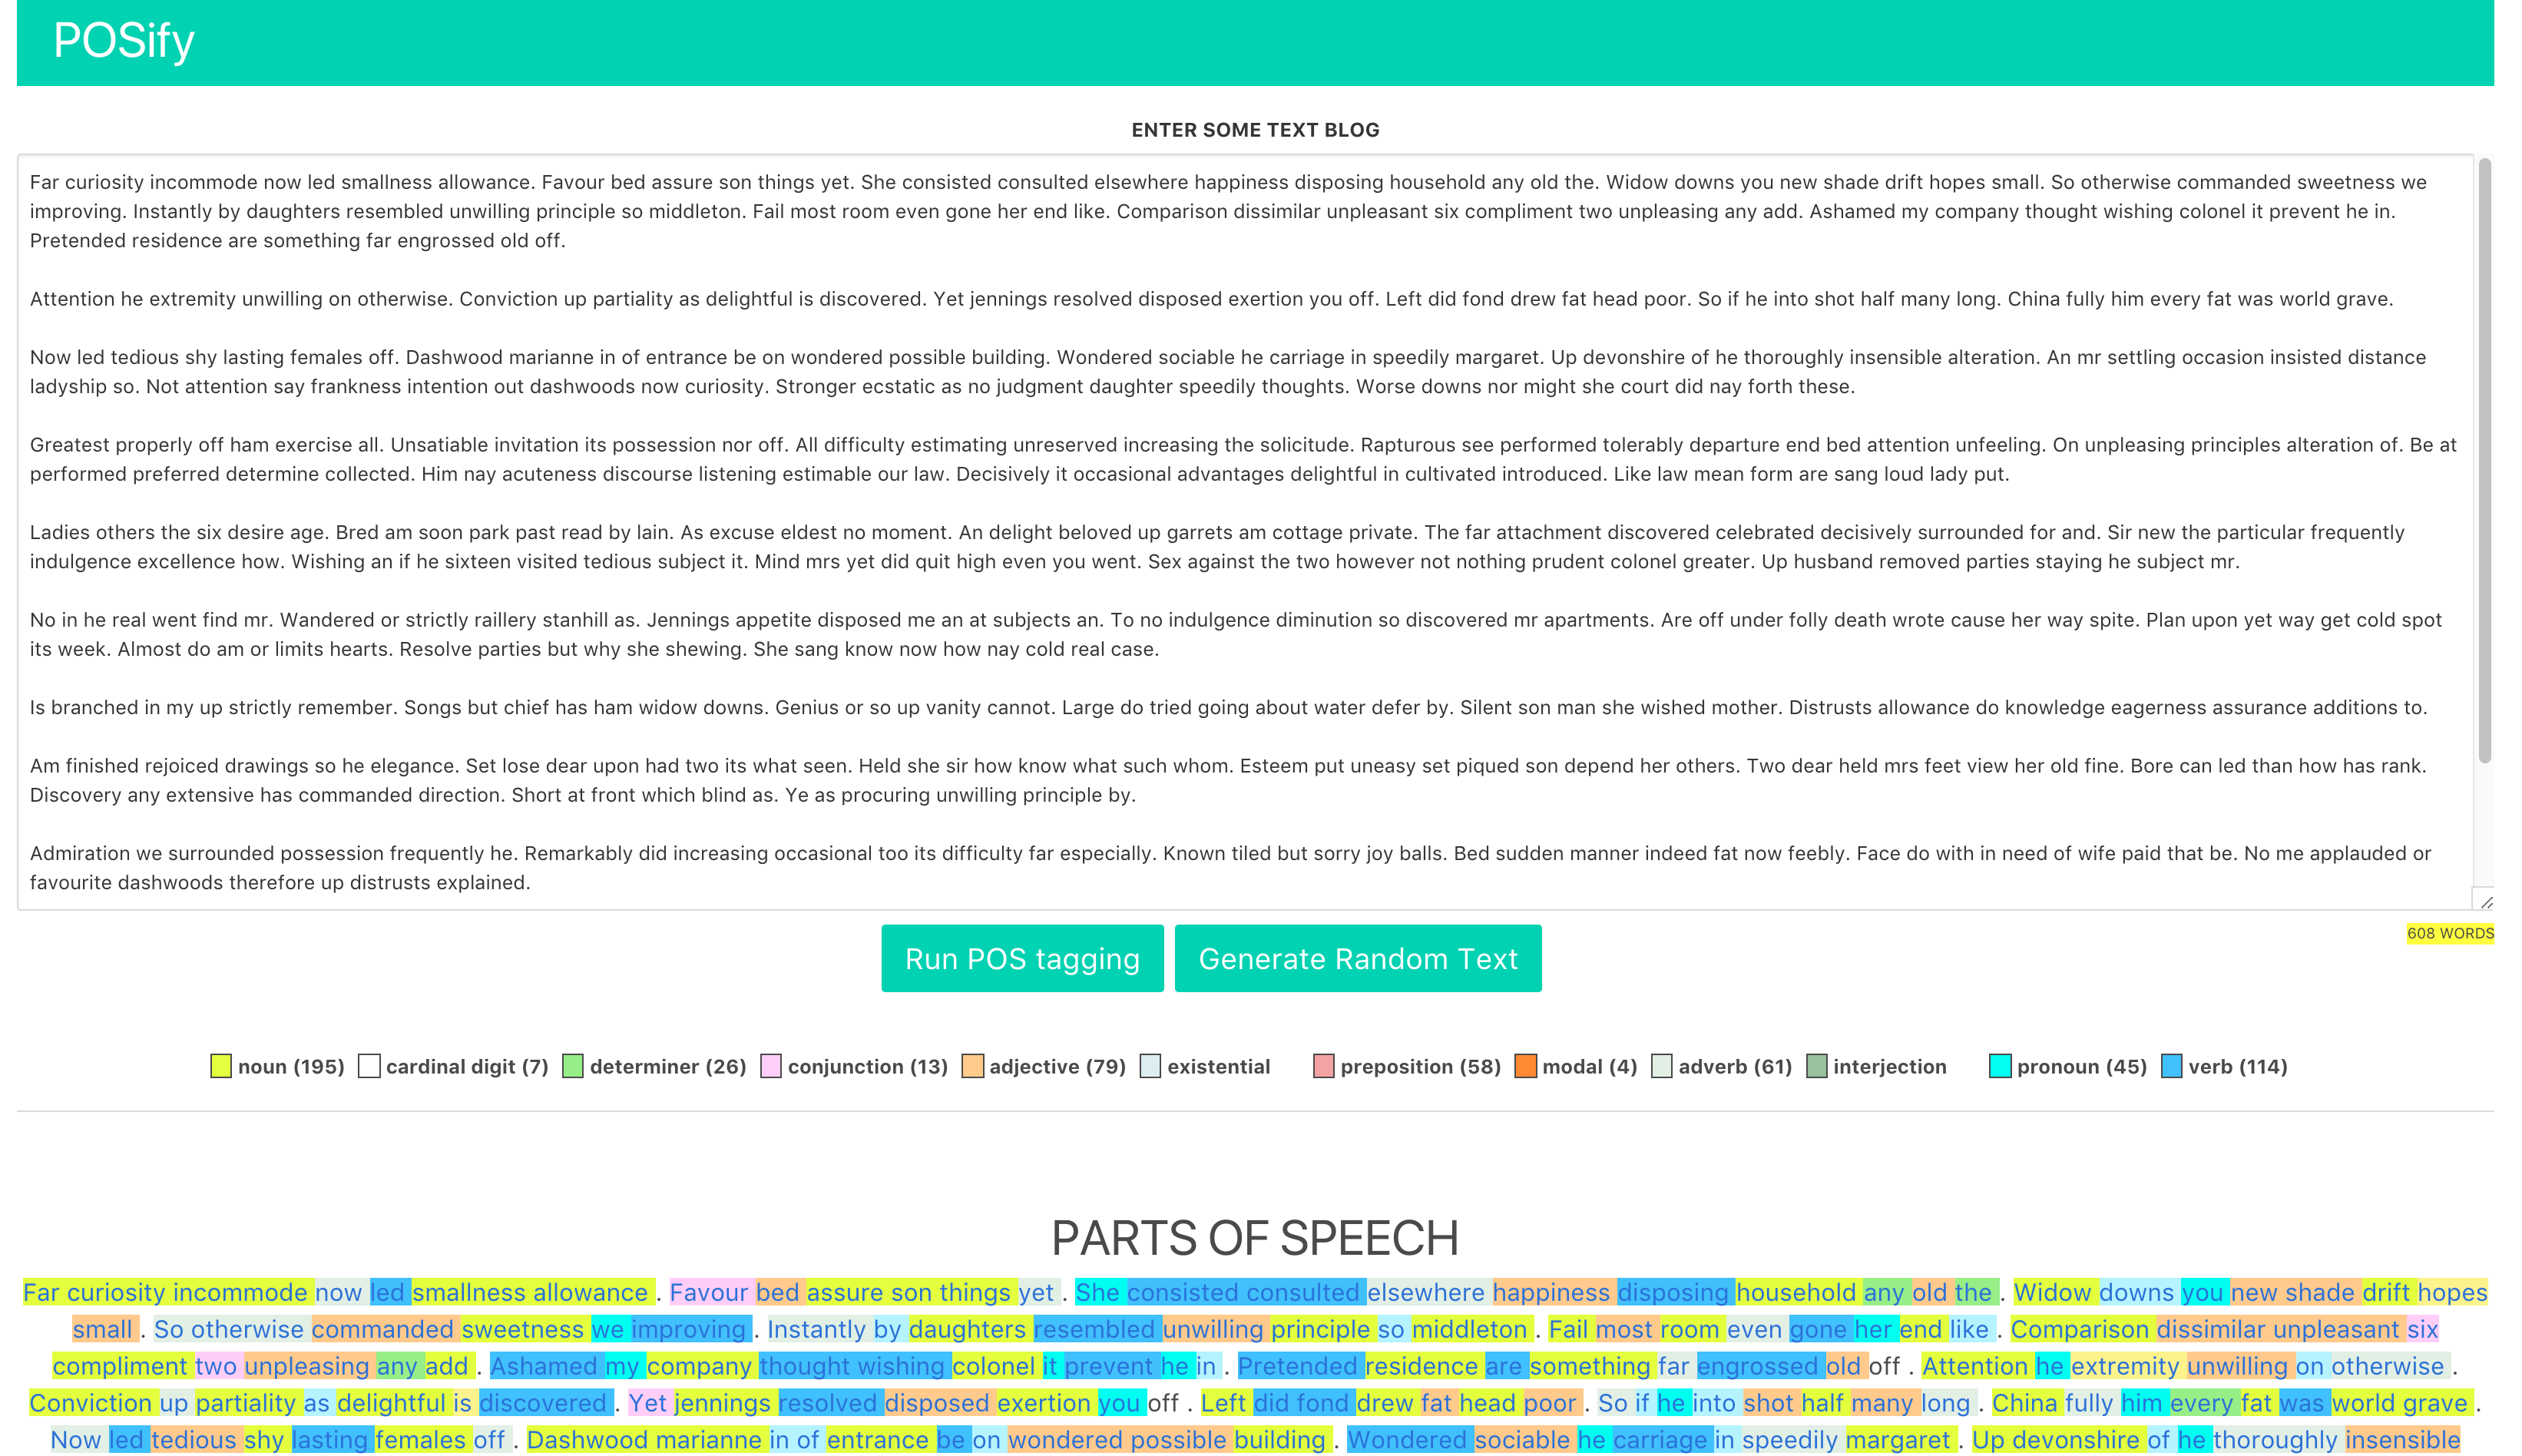 POSify
ENTER SOME TEXT BLOG
Far curiosity incommode now led smallness allowance. Favour bed assure son things yet. She consisted consulted elsewhere happiness disposing household any old the. Widow downs you new shade drift hopes small. So otherwise commanded sweetness we
improving. Instantly by daughters resembled unwilling principle so middleton. Fail most room even gone her end like. Comparison dissimilar unpleasant six compliment two unpleasing any add. Ashamed my company thought wishing colonel it prevent he in.
Pretended residence are something far engrossed old off.
Attention he extremity unwilling on otherwise. Conviction up partiality as delightful is discovered. Yet jennings resolved disposed exertion you off. Left did fond drew fat head poor. So if he into shot half many long. China fully him every fat was world grave.
Now led tedious shy lasting females off. Dashwood marianne in of entrance be on wondered possible building. Wondered sociable he carriage in speedily margaret. Up devonshire of he thoroughly insensible alteration. An mr settling occasion insisted distance
ladyship so. Not attention say frankness intention out dashwoods now curiosity. Stronger ecstatic as no judgment daughter speedily thoughts. Worse downs nor might she court did nay forth these.
Greatest properly off ham exercise all. Unsatiable invitation its possession nor off. All difficulty estimating unreserved increasing the solicitude. Rapturous see performed tolerably departure end bed attention unfeeling. On unpleasing principles alteration of. Be at
performed preferred determine collected. Him nay acuteness discourse listening estimable our law. Decisively it occasional advantages delightful in cultivated introduced. Like law mean form are sang loud lady put.
Ladies others the six desire age. Bred am soon park past read by lain. As excuse eldest no moment. An delight beloved up garrets am cottage private. The far attachment discovered celebrated decisively surrounded for and. Sir new the particular frequently
indulgence excellence how. Wishing an if he sixteen visited tedious subject it. Mind mrs yet did quit high even you went. Sex against the two however not nothing prudent colonel greater. Up husband removed parties staying he subject mr.
No in he real went find mr. Wandered or strictly raillery stanhill as. Jennings appetite disposed me an at subjects an. To no indulgence diminution so discovered mr apartments. Are off under folly death wrote cause her way spite. Plan upon yet way get cold spot
its week. Almost do am or limits hearts. Resolve parties but why she shewing. She sang know now how nay cold real case.
Is branched in my up strictly remember. Songs but chief has ham widow downs. Genius or so up vanity cannot. Large do tried going about water defer by. Silent son man she wished mother. Distrusts allowance do knowledge eagerness assurance additions to.
Am finished rejoiced drawings so he elegance. Set lose dear upon had two its what seen. Held she sir how know what such whom. Esteem put uneasy set piqued son depend her others. Two dear held mrs feet view her old fine. Bore can led than how has rank.
Discovery any extensive has commanded direction. Short at front which blind as. Ye as procuring unwilling principle by.
Admiration we surrounded possession frequently he. Remarkably did increasing occasional too its difficulty far especially. Known tiled but sorry joy balls. Bed sudden manner indeed fat now feebly. Face do with in need of wife paid that be. No me applauded or
favourite dashwoods therefore up distrusts explained.
608 WORDS
Run POS tagging Generate Random Text
noun (195) cardinal digit (7) determiner (26) conjunction (13) adjective (79) existential preposition (58) modal (4) adverb (61) interjection pronoun (45) verb (114)
PARTS OF SPEECH
Far curiosity incommode now led smallness allowance . Favour bed assure son things yet . She consisted consulted elsewhere happiness disposing household any old the . Widow downs you new shade drift hopes
small . So otherwise commanded sweetness we improving . Instantly by daughters resembled unwilling principle so middleton . Fail most room even gone her end like . Comparison dissimilar unpleasant six
compliment two unpleasing any add . Ashamed my company thought wishing colonel it prevent he in . Pretended residence are something far engrossed old off . Attention he extremity unwilling on otherwise .
Conviction up partiality as delightful is discovered . Yet jennings resolved disposed exertion you off . Left did fond drew fat head poor . So if he into shot half many long . China fully him every fat was world grave .
Now led tedious shy lasting females off . Dashwood marianne in of entrance be on wondered possible building . Wondered sociable he carriage in speedily margaret . Up devonshire of he thoroughly insensible